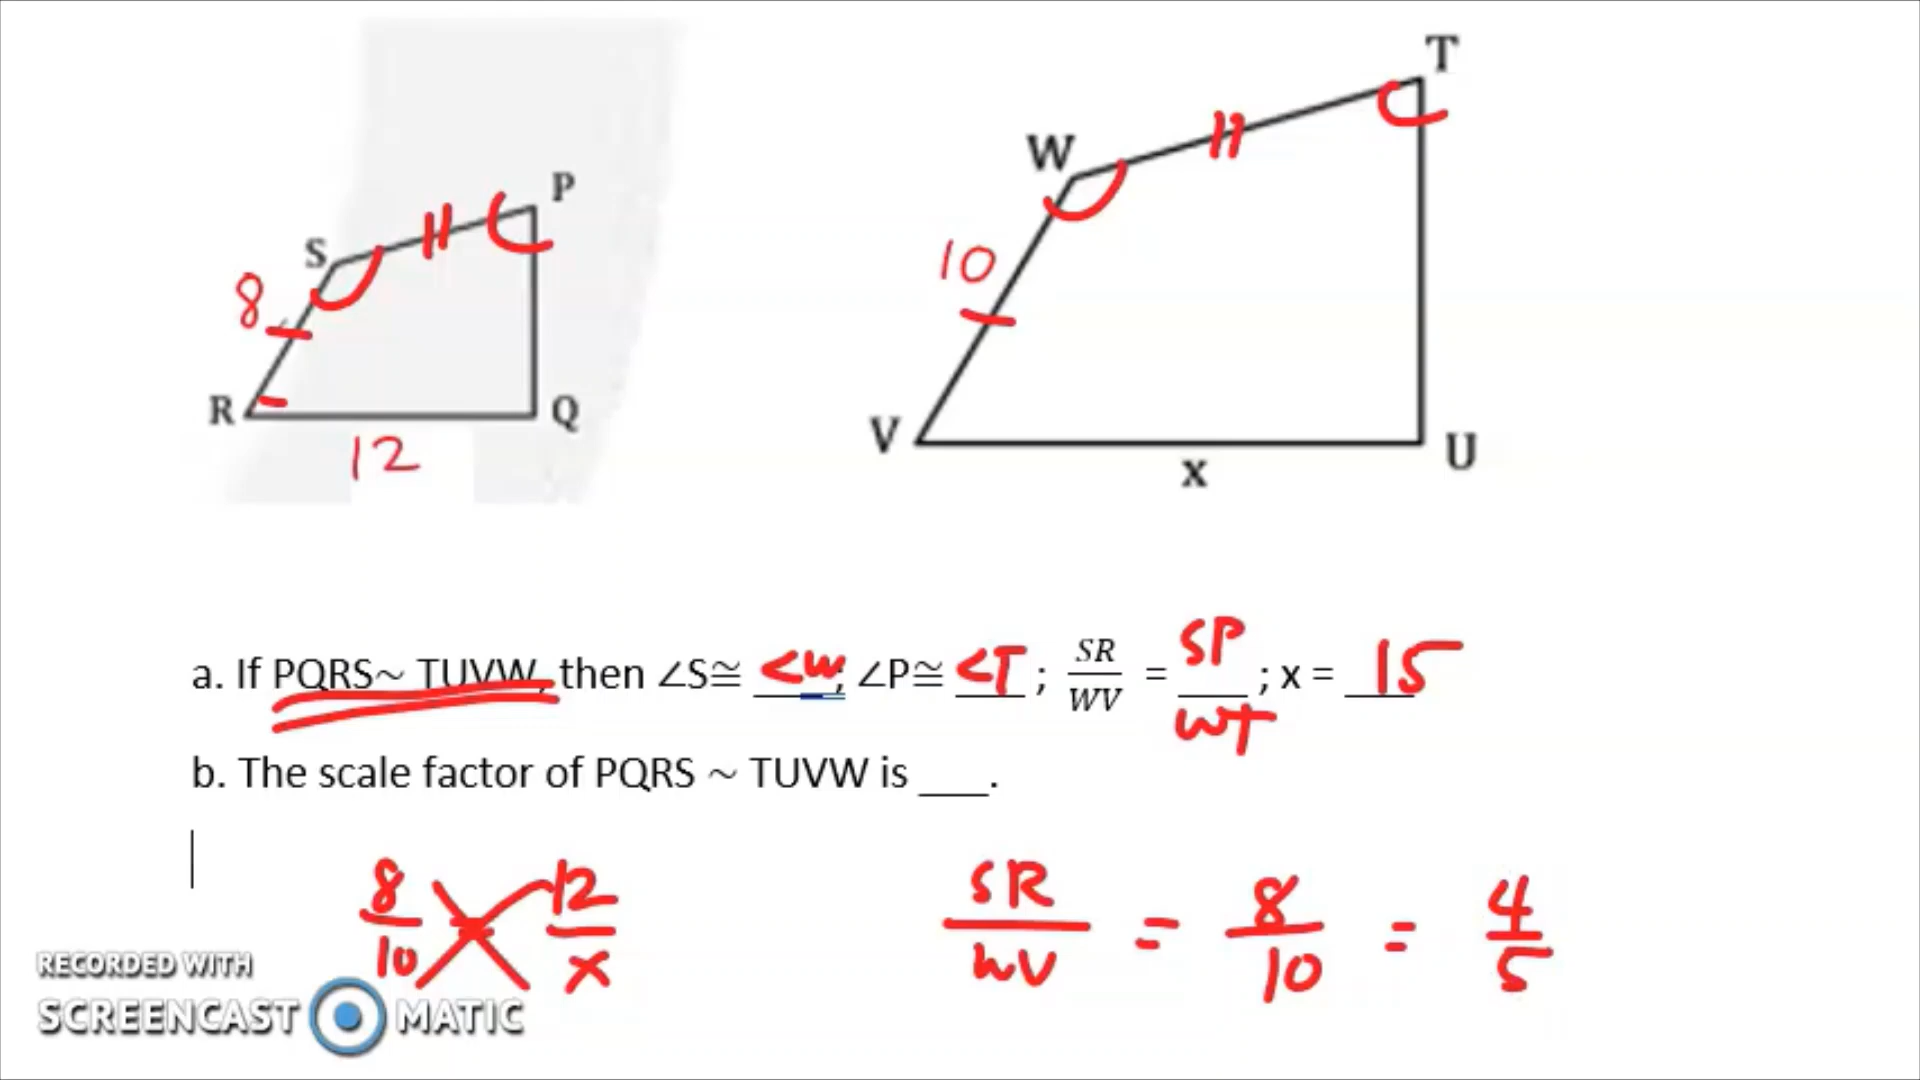 T
W
P
S
10
8
R
Q
V
U
12
x
a. If PQRS~ TUVW, then ∠S≅ <W; ∠P≅ <T; SR/WV = SP/WT; x = 15
b. The scale factor of PQRS ~ TUVW is ___.
8/10 = 12/x
SR/WV = 8/10 = 4/5
RECORDED WITH
SCREENCAST MATIC